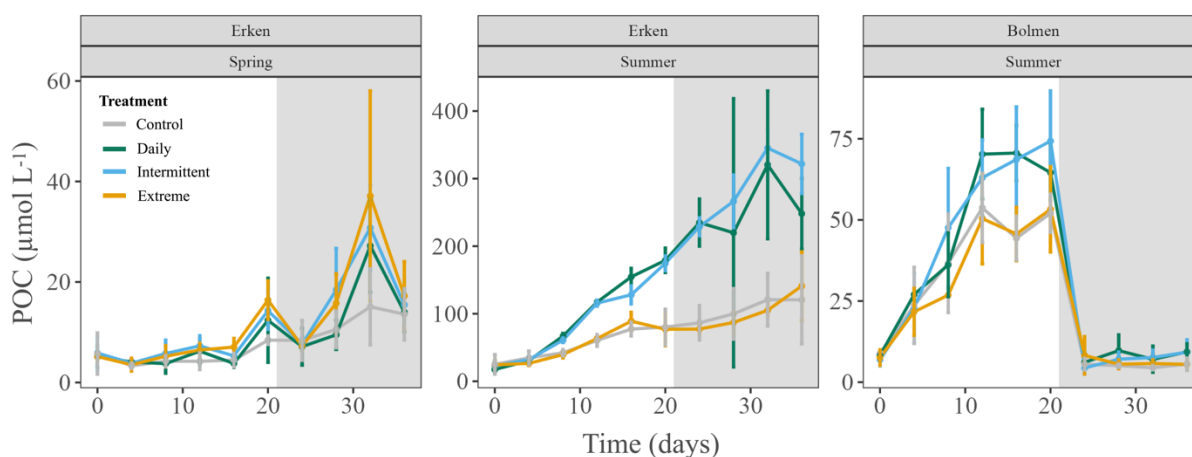 Erken
Erken
Bolmen
Spring
Summer
Summer
POC (μmol L-1)
60
40
20
0
400
300
200
100
0
75
50
25
0
Treatment
Control
Daily
Intermittent
Extreme
0 10 20 30
0 10 20 30
0 10 20 30
Time (days)